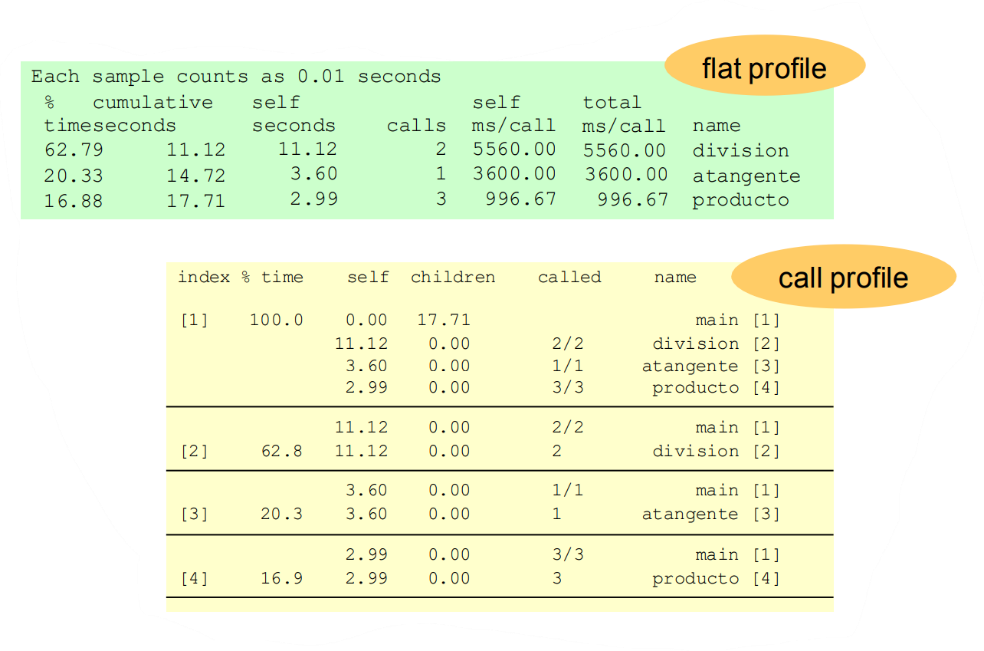 flat profile
Each sample counts as 0.01 seconds
% cumulative self self total
timeseconds seconds calls ms/call ms/call name
62.79 11.12 11.12 2 5560.00 5560.00 division
20.33 14.72 3.60 1 3600.00 3600.00 atangente
16.88 17.71 2.99 3 996.67 996.67 producto
call profile
index % time self children called name
[1] 100.0 0.00 17.71 main [1]
11.12 0.00 2/2 division [2]
3.60 0.00 1/1 atangente [3]
2.99 0.00 3/3 producto [4]
11.12 0.00 2/2 main [1]
[2] 62.8 11.12 0.00 2 division [2]
3.60 0.00 1/1 main [1]
[3] 20.3 3.60 0.00 1 atangente [3]
2.99 0.00 3/3 main [1]
[4] 16.9 2.99 0.00 3 producto [4]